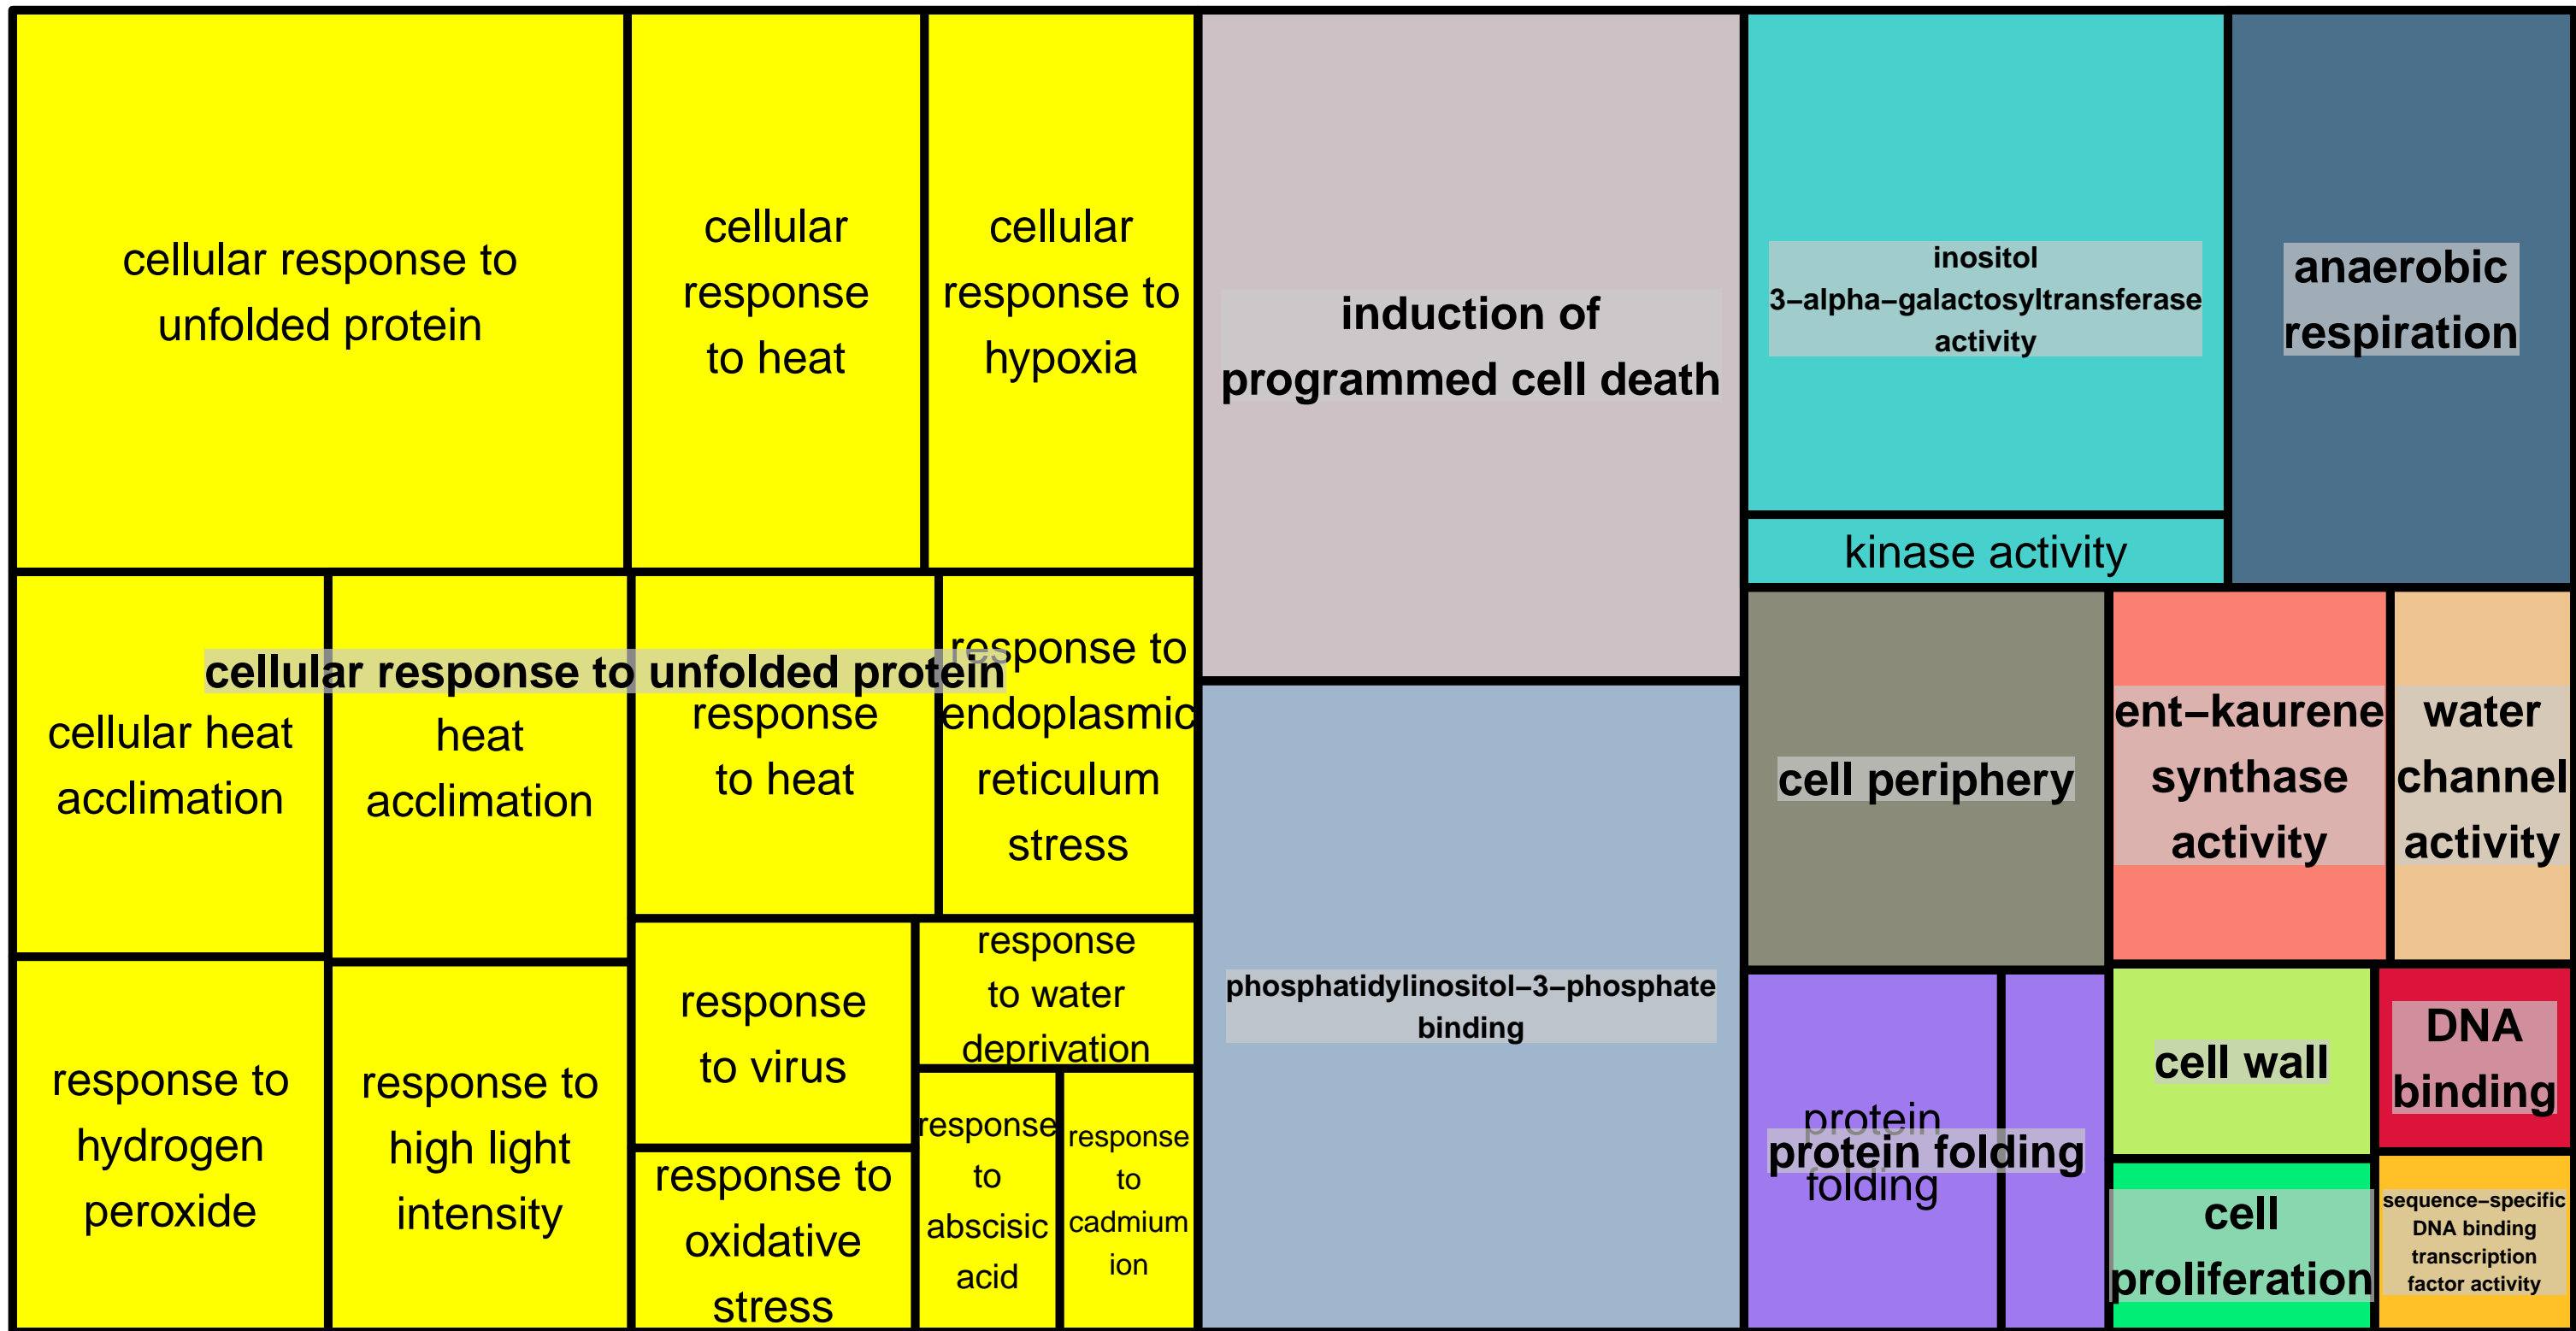 cellular response to
unfolded protein
cellular
response
to heat
cellular
response to
hypoxia
cellular response to unfolded protein
cellular heat
acclimation
heat
acclimation
response
to heat
response to
endoplasmic
reticulum
stress
response to
hydrogen
peroxide
response to
high light
intensity
response
to virus
response to
oxidative
stress
response
to water
deprivation
response
to
abscisic
acid
response
to
cadmium
ion
induction of
programmed cell death
phosphatidylinositol−3−phosphate
binding
inositol
3−alpha−galactosyltransferase
activity
kinase activity
anaerobic
respiration
cell periphery
ent−kaurene
synthase
activity
water
channel
activity
protein
folding
protein folding
cell wall
cell
proliferation
DNA
binding
sequence−specific
DNA binding
transcription
factor activity